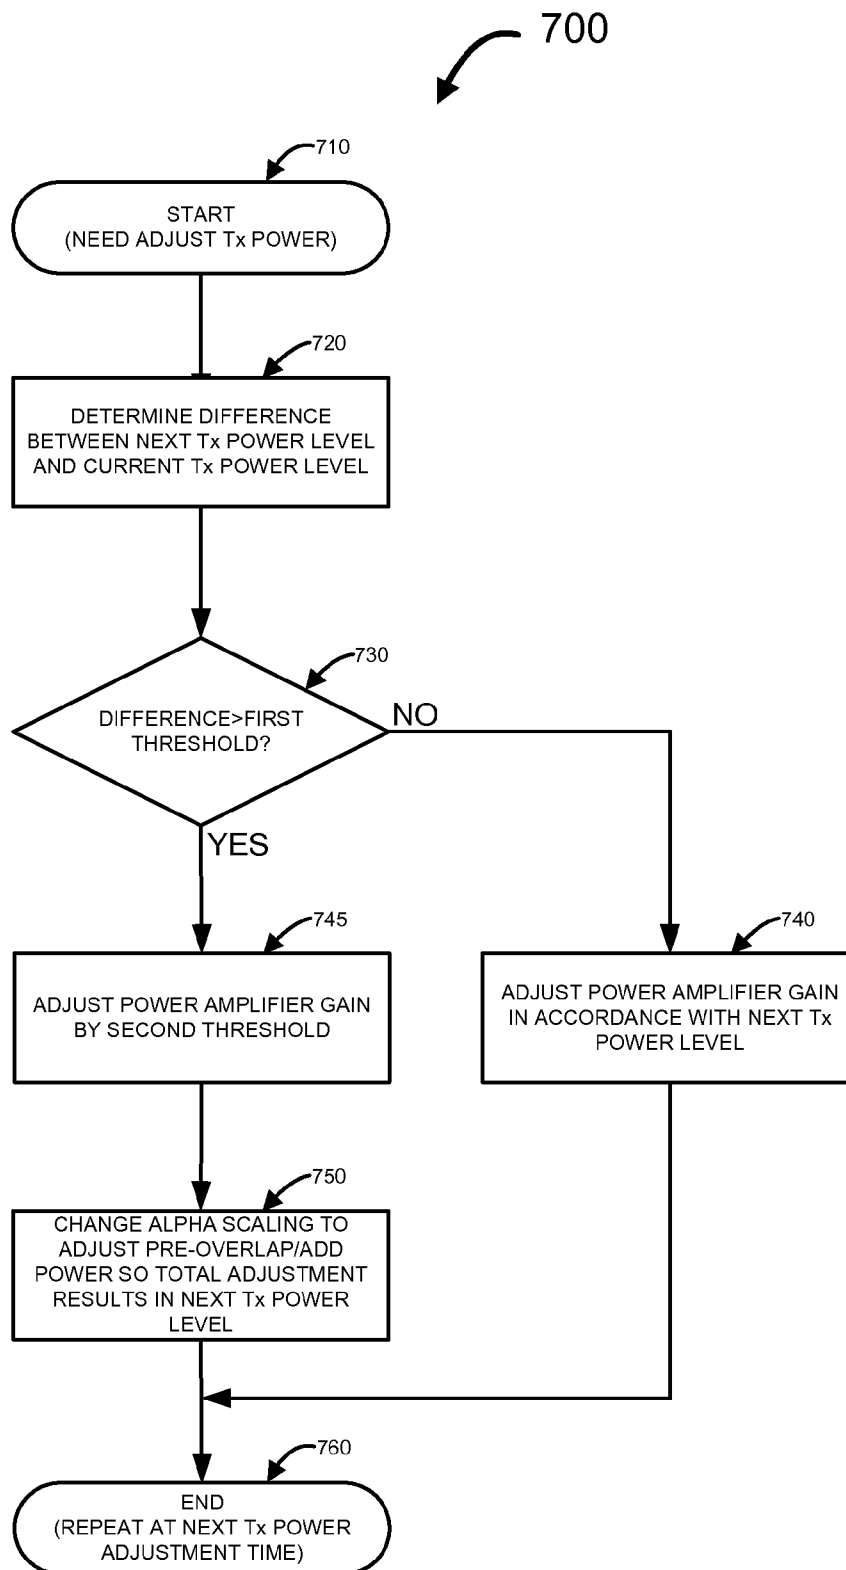 700
710
START
(NEED ADJUST Tx POWER)
720
DETERMINE DIFFERENCE
BETWEEN NEXT Tx POWER LEVEL
AND CURRENT Tx POWER LEVEL
730
DIFFERENCE>FIRST
THRESHOLD?
NO
YES
745
ADJUST POWER AMPLIFIER GAIN
BY SECOND THRESHOLD
740
ADJUST POWER AMPLIFIER GAIN
IN ACCORDANCE WITH NEXT Tx
POWER LEVEL
750
CHANGE ALPHA SCALING TO
ADJUST PRE-OVERLAP/ADD
POWER SO TOTAL ADJUSTMENT
RESULTS IN NEXT Tx POWER
LEVEL
760
END
(REPEAT AT NEXT Tx POWER
ADJUSTMENT TIME)